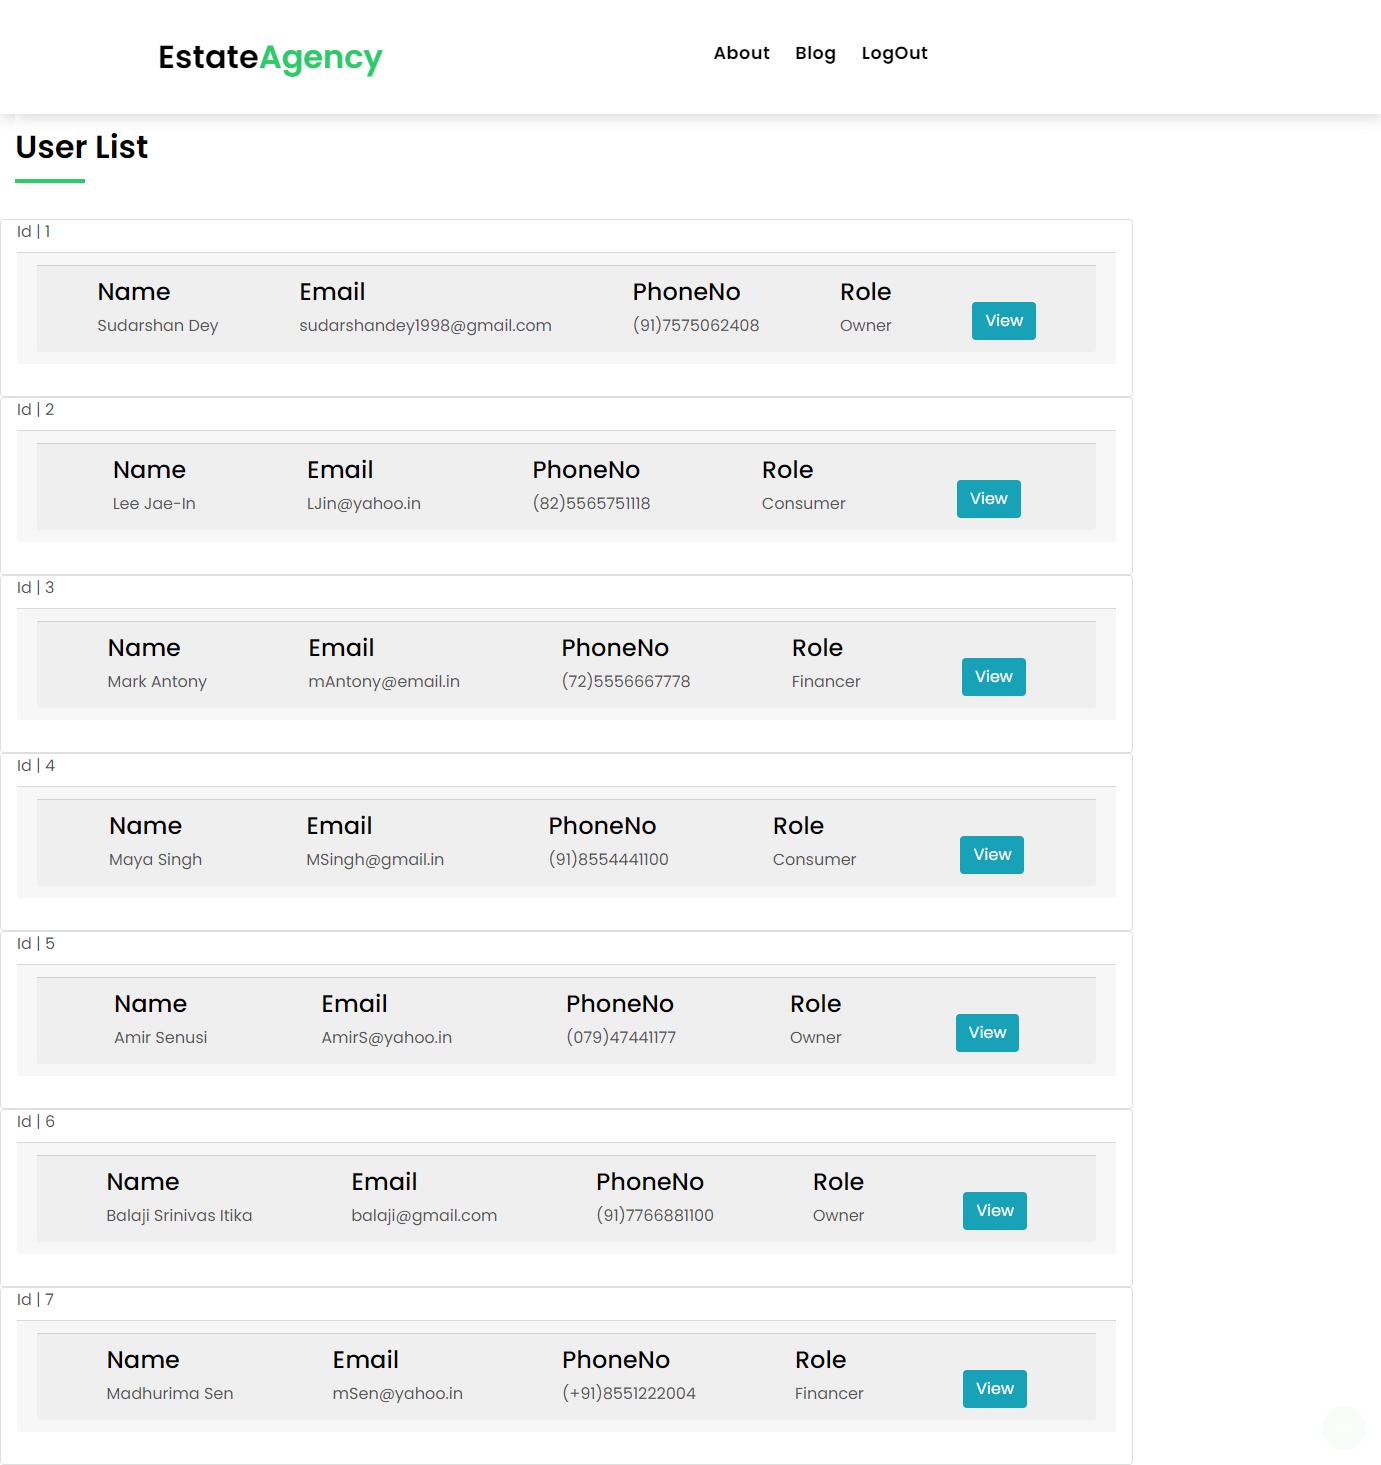 EstateAgency About Blog LogOut
User List
Id | 1
Name Email PhoneNo Role
Sudarshan Dey sudarshandey1998@gmail.com (91)7575062408 Owner View
Id | 2
Name Email PhoneNo Role
Lee Jae-In LJin@yahoo.in (82)5565751118 Consumer View
Id | 3
Name Email PhoneNo Role
Mark Antony mAntony@email.in (72)5556667778 Financer View
Id | 4
Name Email PhoneNo Role
Maya Singh MSingh@gmail.in (91)8554441100 Consumer View
Id | 5
Name Email PhoneNo Role
Amir Senusi AmirS@yahoo.in (079)47441177 Owner View
Id | 6
Name Email PhoneNo Role
Balaji Srinivas Itika balaji@gmail.com (91)7766881100 Owner View
Id | 7
Name Email PhoneNo Role
Madhurima Sen mSen@yahoo.in (+91)8551222004 Financer View